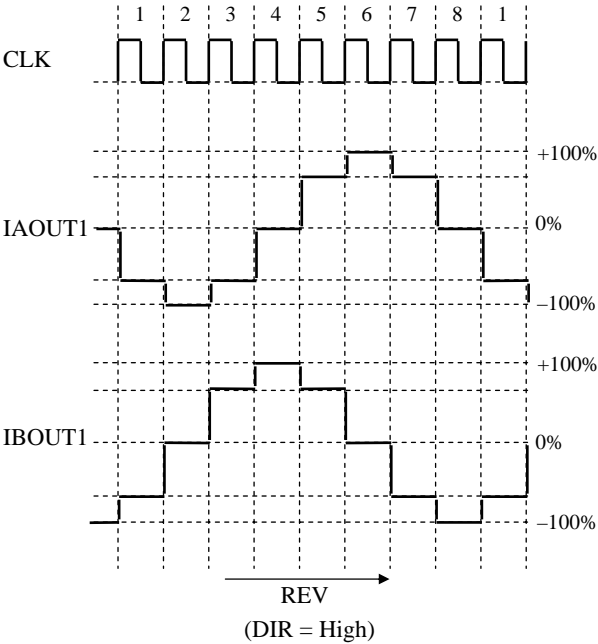 1 2 3 4 5 6 7 8 1
CLK
+100%
IAOUT1
0%
–100%
+100%
IBOUT1
0%
–100%
REV
(DIR = High)